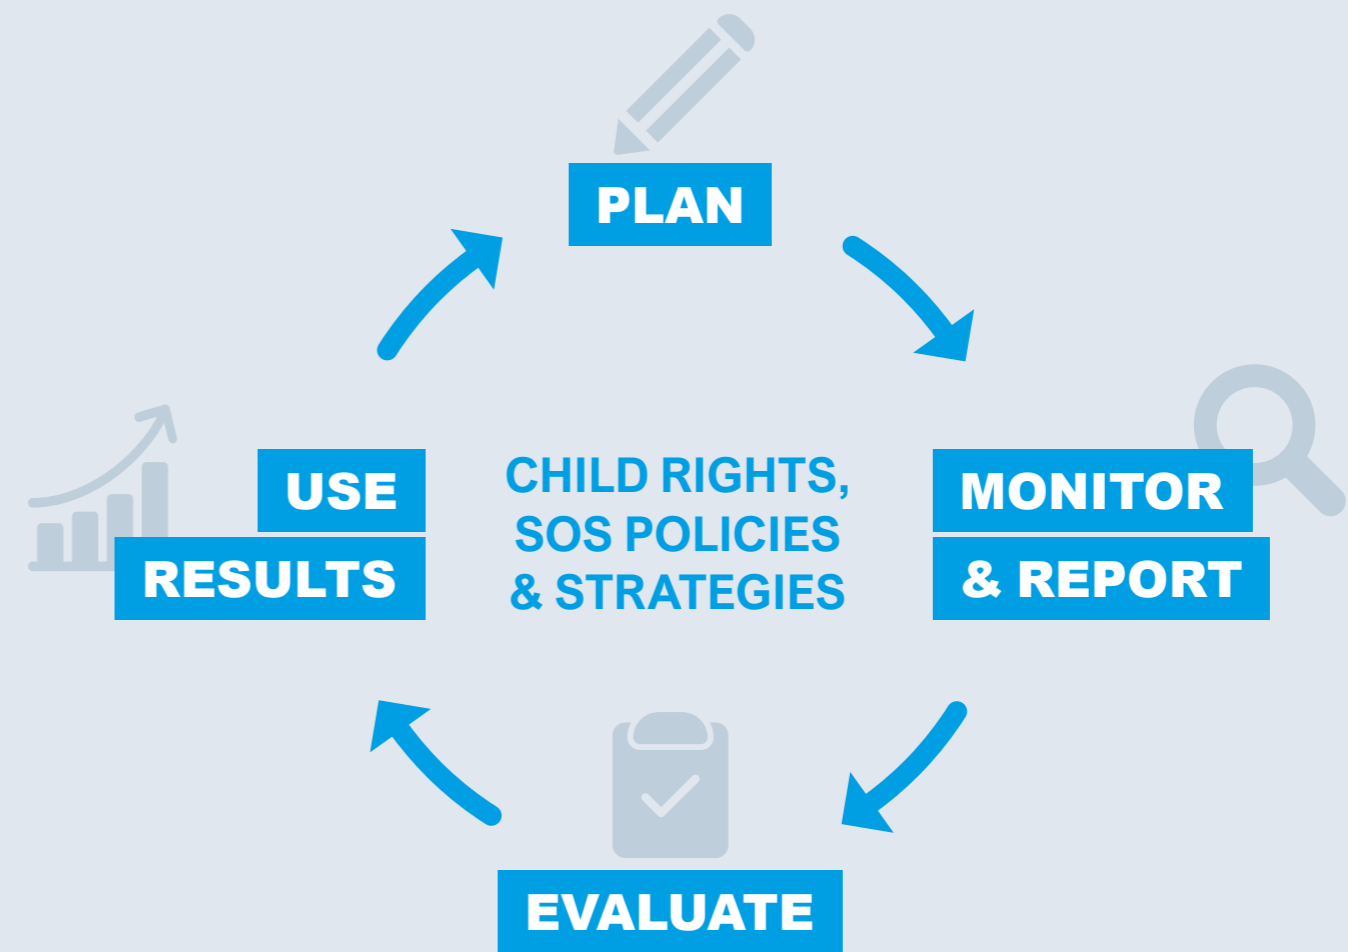 PLAN
USE
RESULTS
CHILD RIGHTS,
SOS POLICIES
& STRATEGIES
MONITOR
& REPORT
EVALUATE